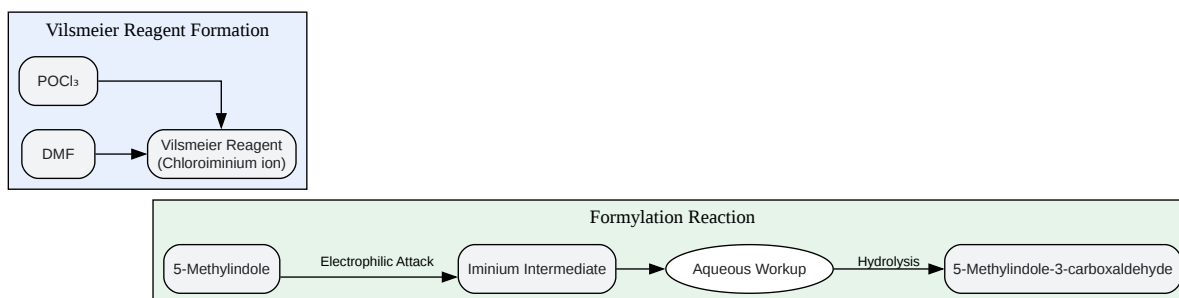 Vilsmeier Reagent Formation
POCl₃
DMF
Vilsmeier Reagent
(Chloroiminium ion)
Formylation Reaction
5-Methylindole
Electrophilic Attack
Iminium Intermediate
Aqueous Workup
Hydrolysis
5-Methylindole-3-carboxaldehyde